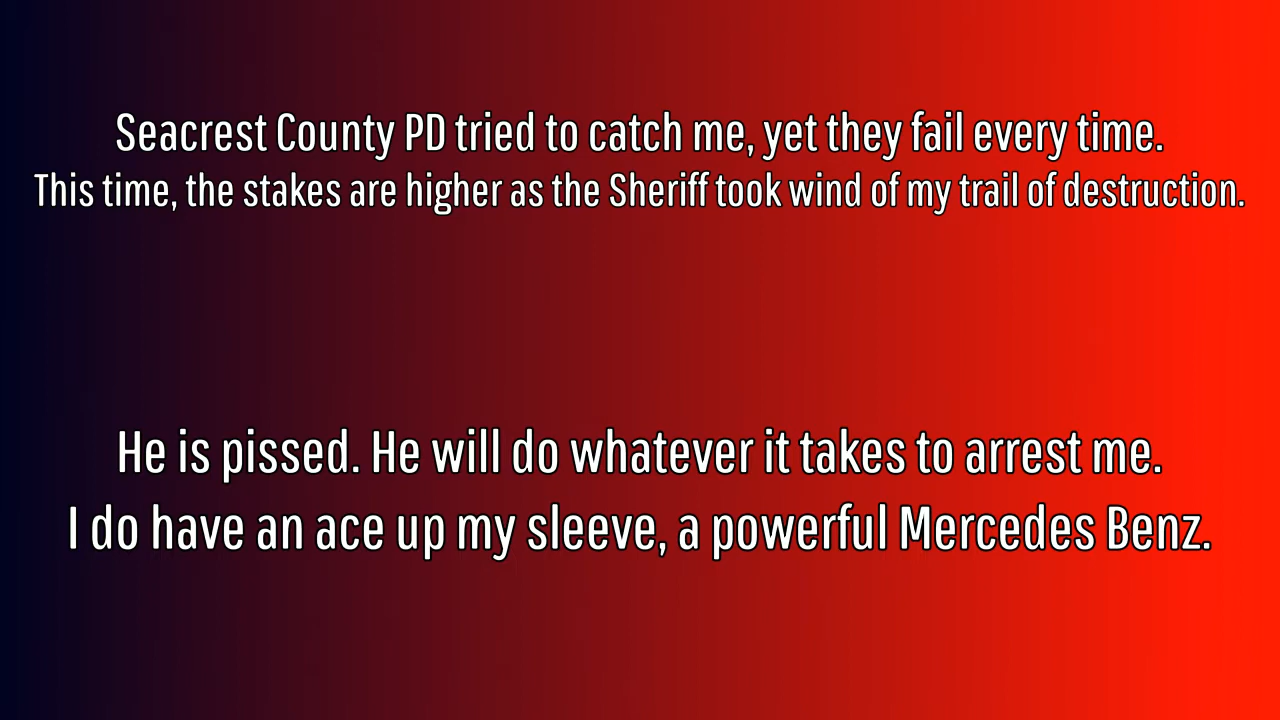 Seacrest County PD tried to catch me, yet they fail every time.
This time, the stakes are higher as the Sheriff took wind of my trail of destruction.
He is pissed. He will do whatever it takes to arrest me.
I do have an ace up my sleeve, a powerful Mercedes Benz.